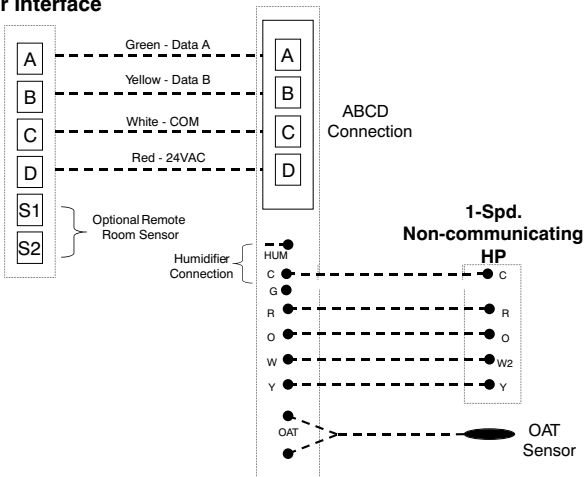 r Interface
A
B
C
D
S1
S2
Green - Data A
Yellow - Data B
White - COM
Red - 24VAC
A
B
C
D
ABCD
Connection
Optional Remote
Room Sensor
Humidifier
Connection
HUM
C
G
R
O
W
Y
OAT
1-Spd.
Non-communicating
HP
C
R
O
W2
Y
OAT
Sensor